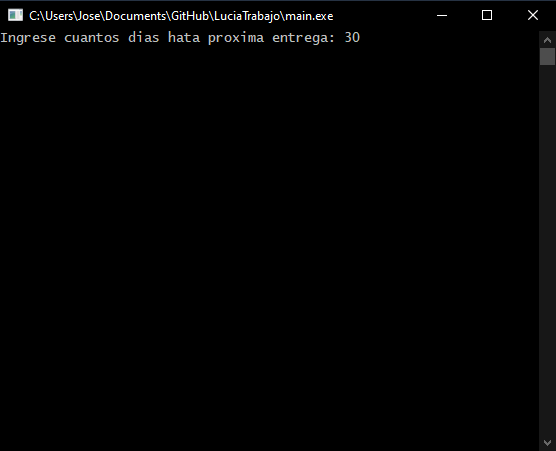 C:\Users\Jose\Documents\GitHub\LuciaTrabajo\main.exe
Ingrese cuantos dias hata proxima entrega: 30